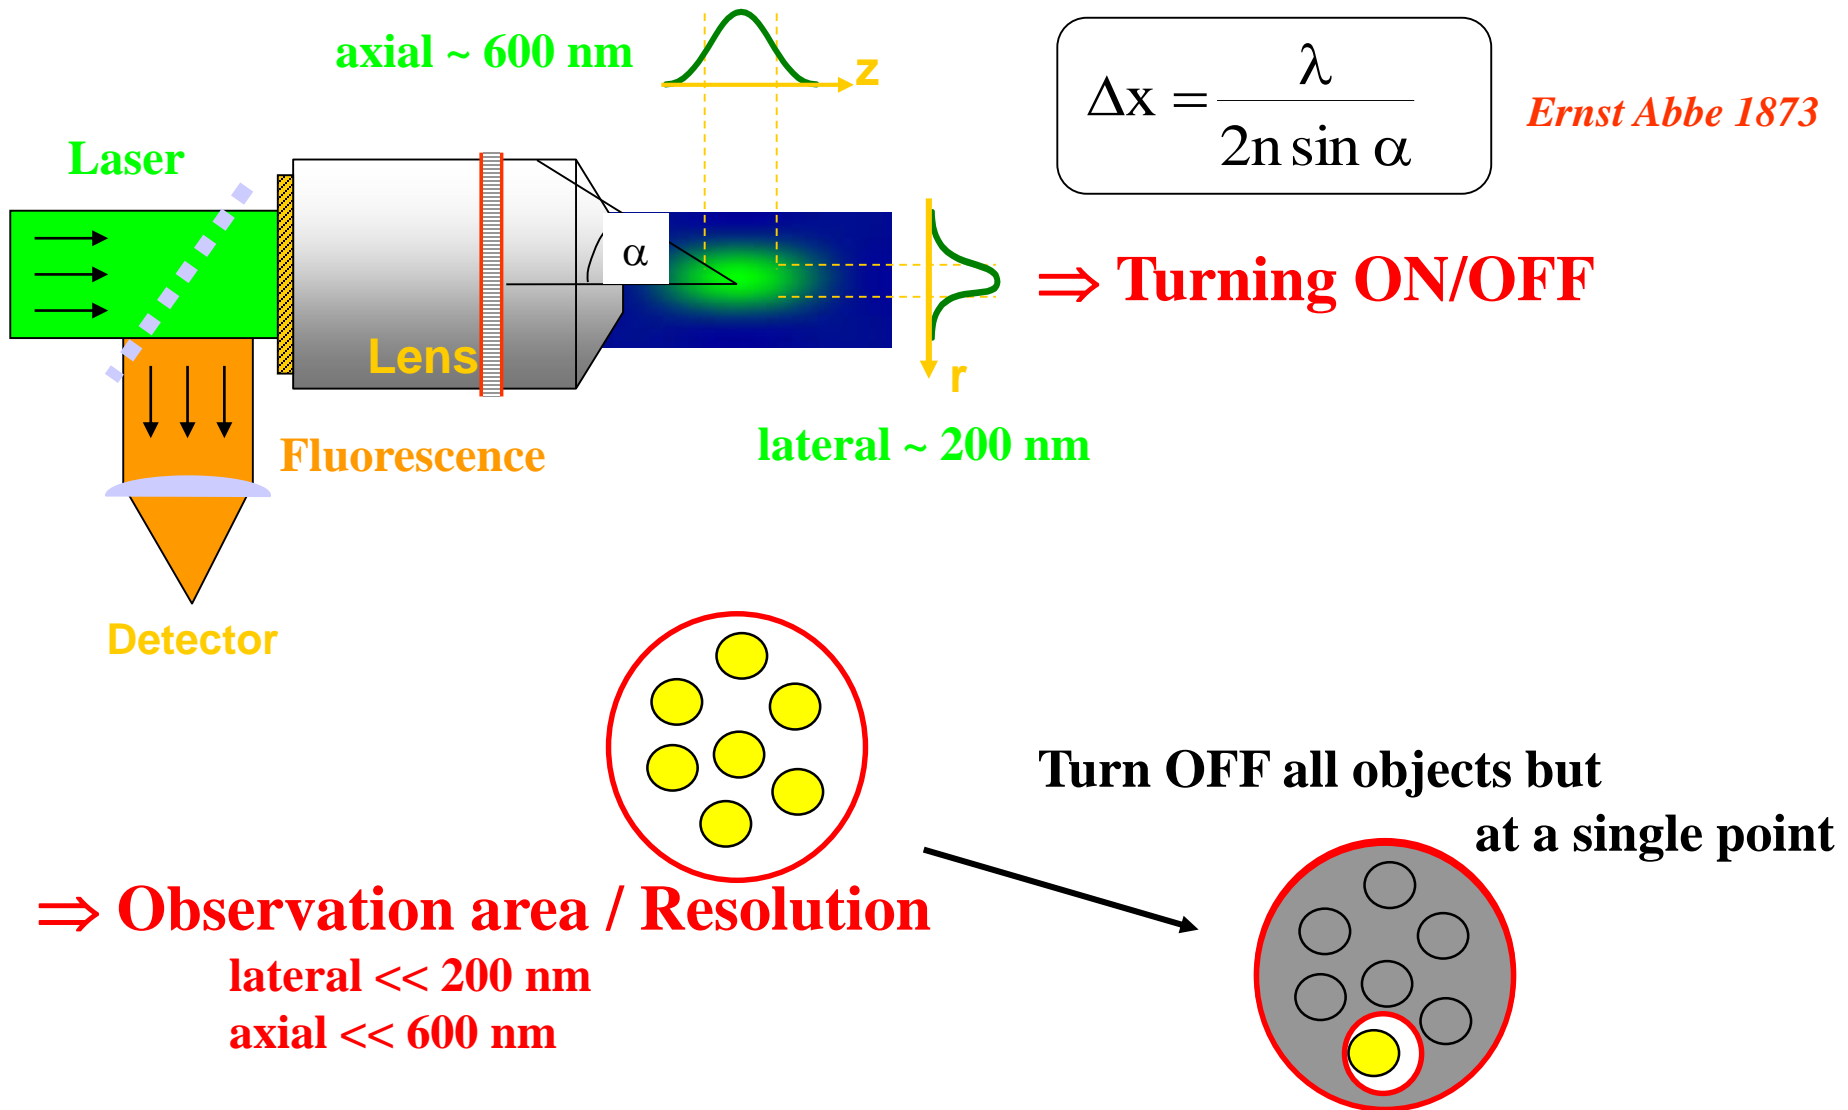 axial ~ 600 nm
z
Δx = λ / 2n sin α
Ernst Abbe 1873
Laser
α
⇒ Turning ON/OFF
Lens
r
Fluorescence
lateral ~ 200 nm
Detector
Turn OFF all objects but
at a single point
⇒ Observation area / Resolution
lateral << 200 nm
axial << 600 nm